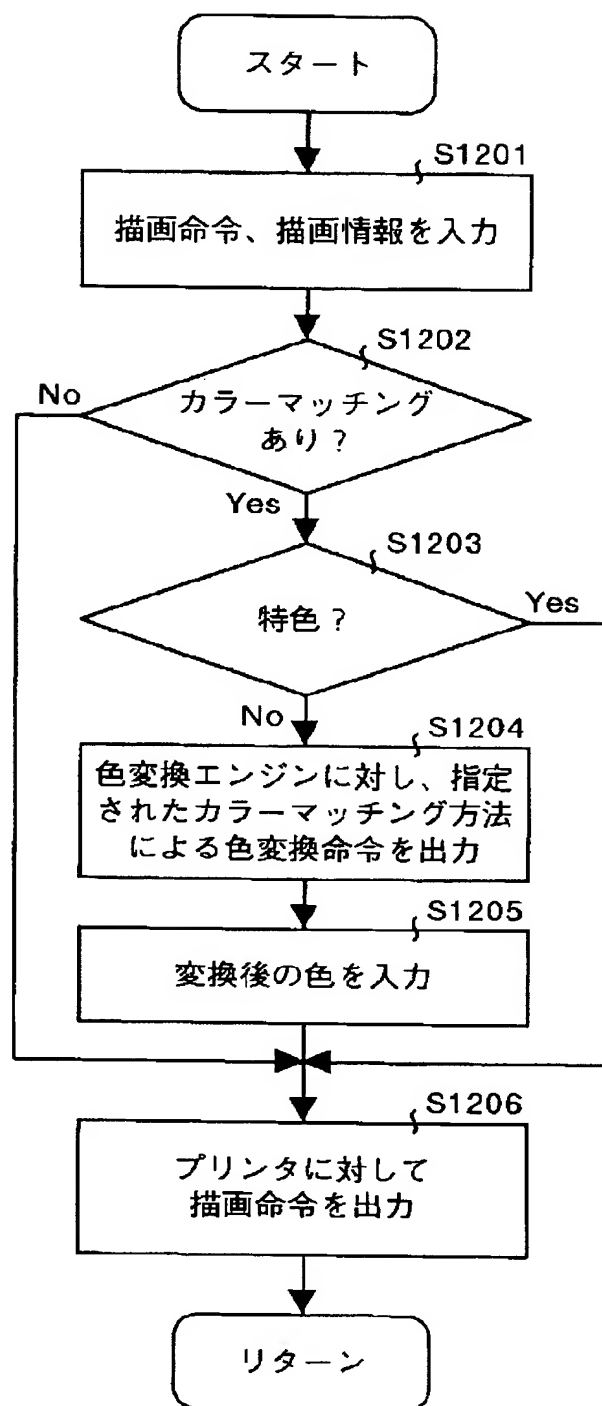 スタート
S1201
描画命令、描画情報を入力
S1202
No
カラーマッチング
あり？
Yes
S1203
Yes
特色？
No
S1204
色変換エンジンに対し、指定
されたカラーマッチング方法
による色変換命令を出力
S1205
変換後の色を入力
S1206
プリンタに対して
描画命令を出力
リターン